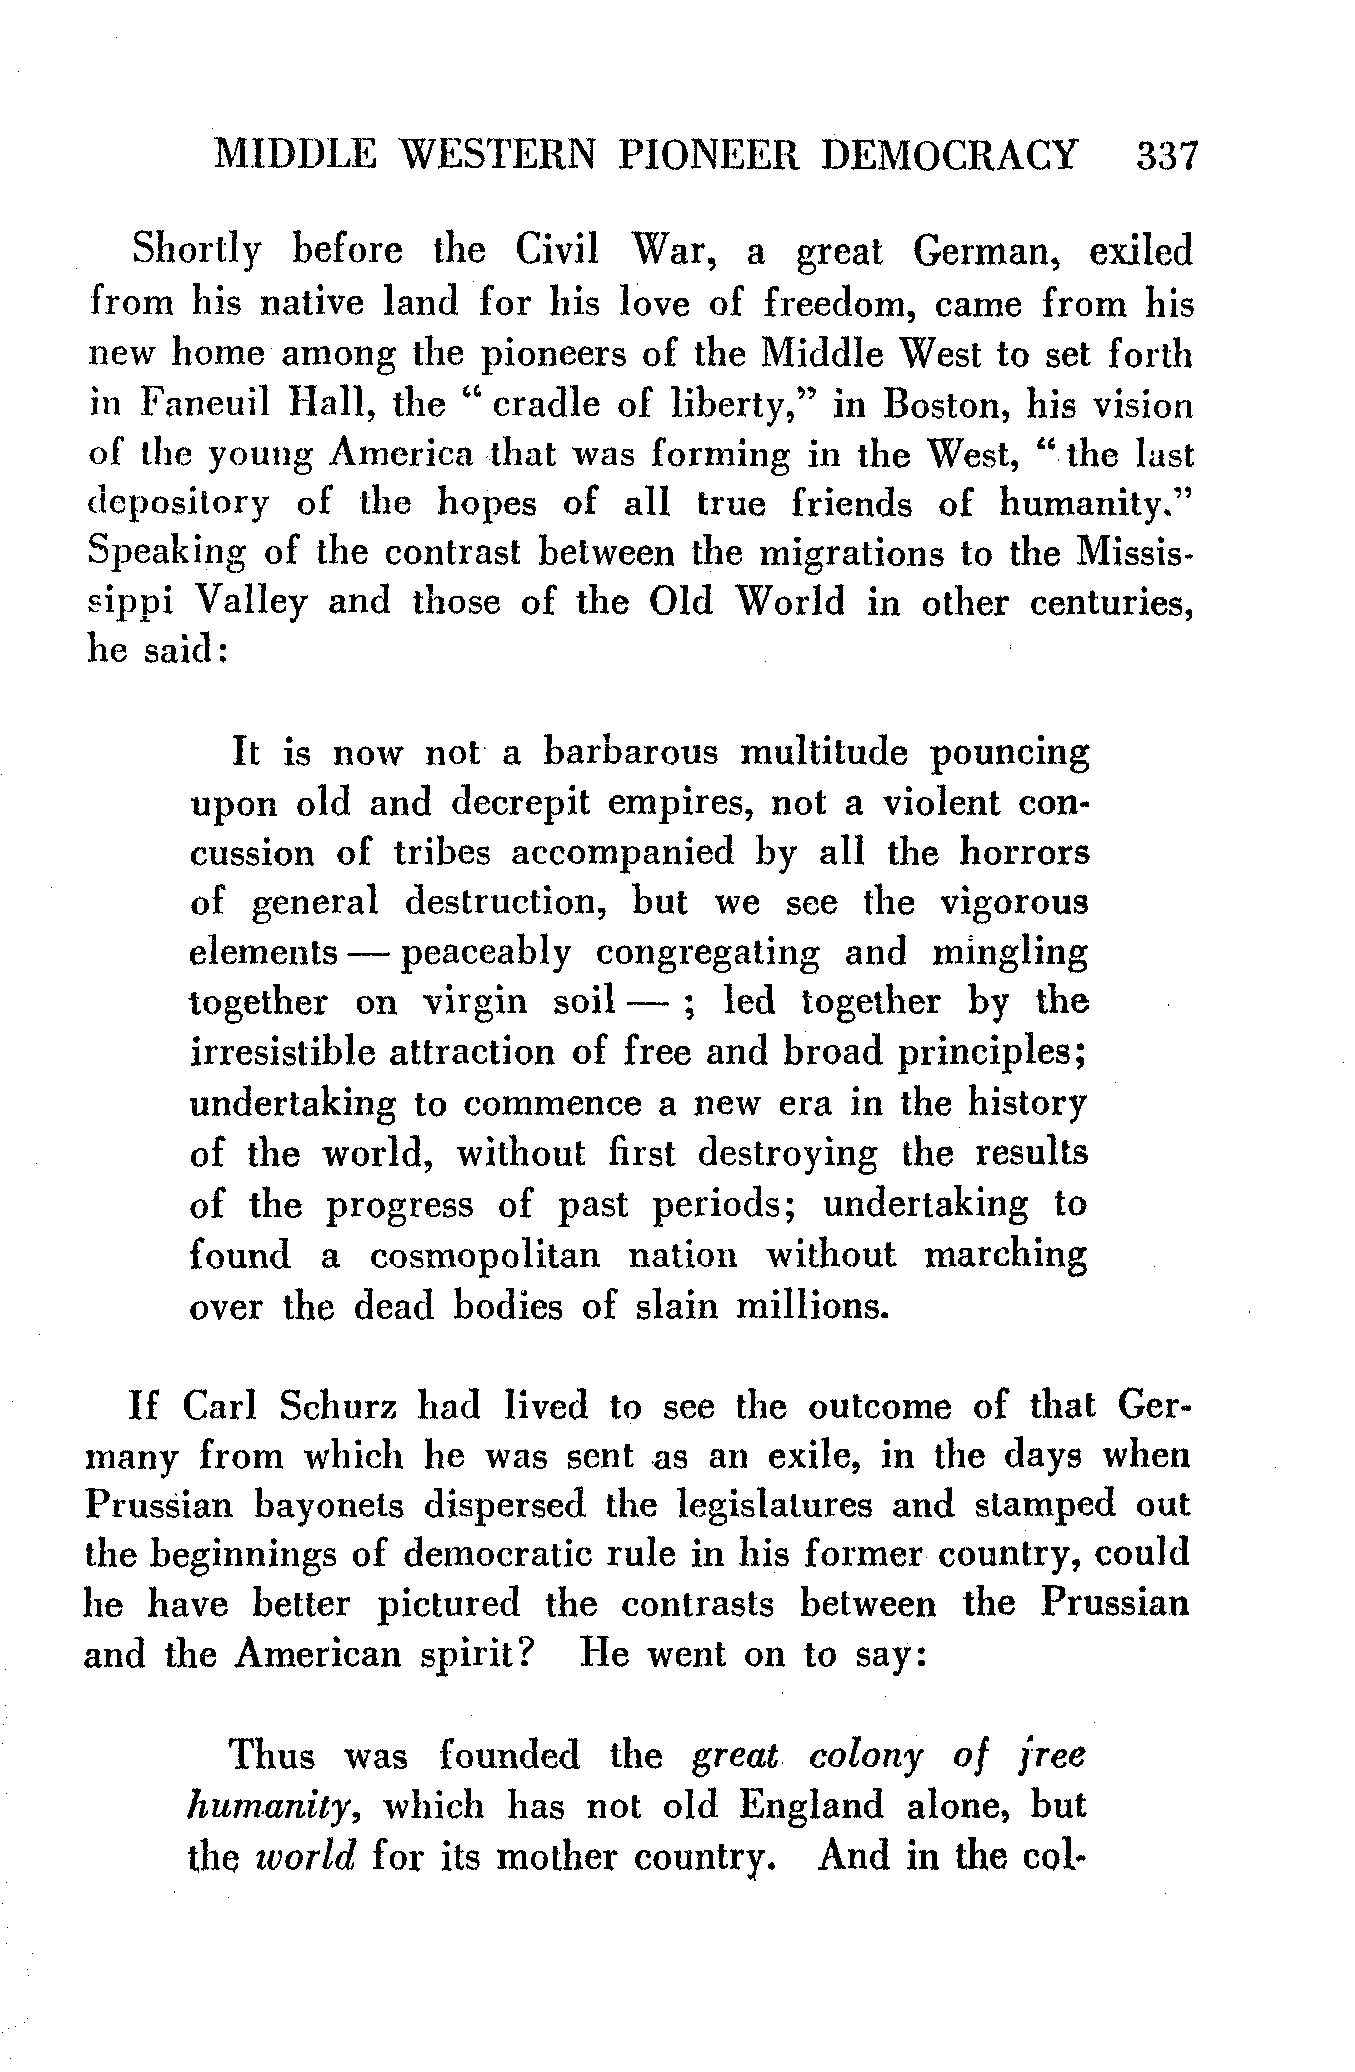 MIDDLE WESTERN PIONEER DEMOCRACY 337
Shortly before the Civil War, a great German, exiled
from his native land for his love of freedom, came from his
new home among the pioneers of the Middle West to set forth
in Faneuil Hall, the " cradle of liberty," in Boston, his vision
of the young America that was forming in the West, " the last
depository of the hopes of all true friends of humanity."
Speaking of the contrast between the migrations to the Missis-
sippi Valley and those of the Old World in other centuries,
he said:
It is now not a barbarous multitude pouncing
upon old and decrepit empires, not a violent con-
cussion of tribes accompanied by all the horrors
of general destruction, but we see the vigorous
elements — peaceably congregating and mingling
together on virgin soil — ; led together by the
irresistible attraction of free and broad principles;
undertaking to commence a new era in the history
of the world, without first destroying the results
of the progress of past periods; undertaking to
found a cosmopolitan nation without marching
over the dead bodies of slain millions.
If Carl Schurz had lived to see the outcome of that Ger-
many from which he was sent as an exile, in the days when
Prussian bayonets dispersed the legislatures and stamped out
the beginnings of democratic rule in his former country, could
he have better pictured the contrasts between the Prussian
and the American spirit? He went on to say:
Thus was founded the great colony of free
humanity, which has not old England alone, but
the world for its mother country. And in the col-